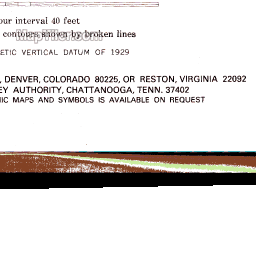 our interval 40 feet
contours shown by broken lines
ETIC VERTICAL DATUM OF 1929
, DENVER, COLORADO 80225, OR RESTON, VIRGINIA 22092
EY AUTHORITY, CHATTANOOGA, TENN. 37402
IC MAPS AND SYMBOLS IS AVAILABLE ON REQUEST